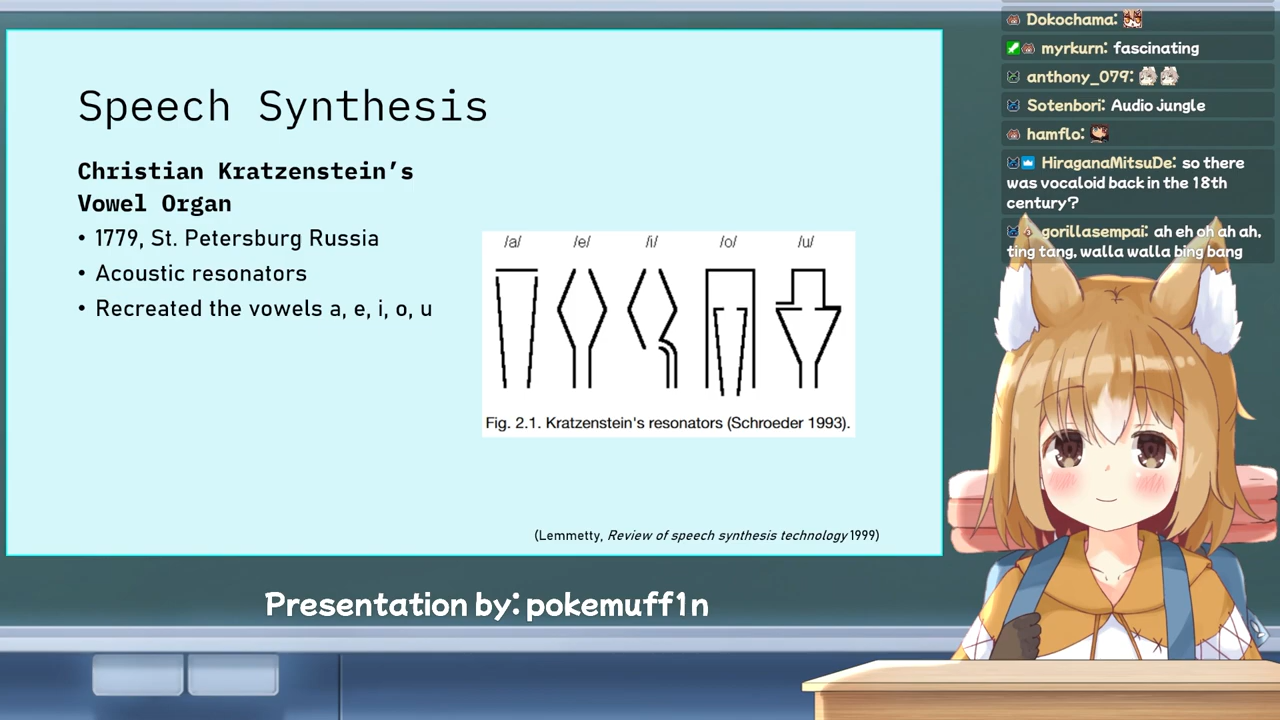 Speech Synthesis
Christian Kratzenstein's
Vowel Organ
• 1779, St. Petersburg Russia
• Acoustic resonators
• Recreated the vowels a, e, i, o, u
/a/ /e/ /i/ /o/ /u/
Fig. 2.1. Kratzenstein's resonators (Schroeder 1993).
(Lemmetty, Review of speech synthesis technology 1999)
Presentation by: pokemuff1n
Dokochama:
myrkurn: fascinating
anthony_079:
Sotenbori: Audio Jungle
hamflo:
HiraganaMitsuDe: so there
was vocaloid back in the 18th
century?
gorillasempai: ah eh oh ah ah,
ting tang, walla walla bing bang